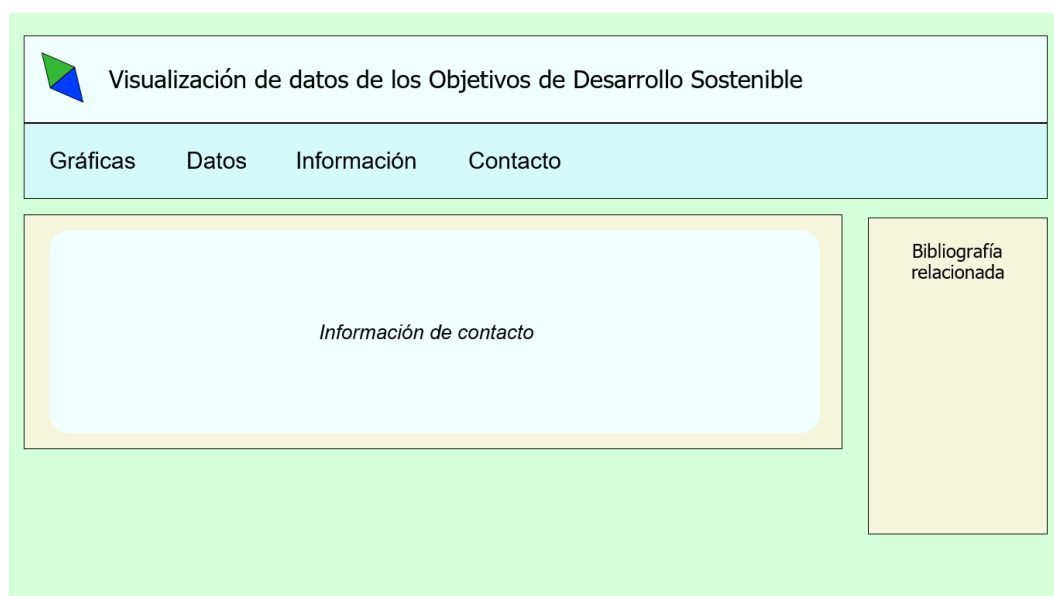 Visualización de datos de los Objetivos de Desarrollo Sostenible
Gráficas Datos Información Contacto
Información de contacto
Bibliografía
relacionada